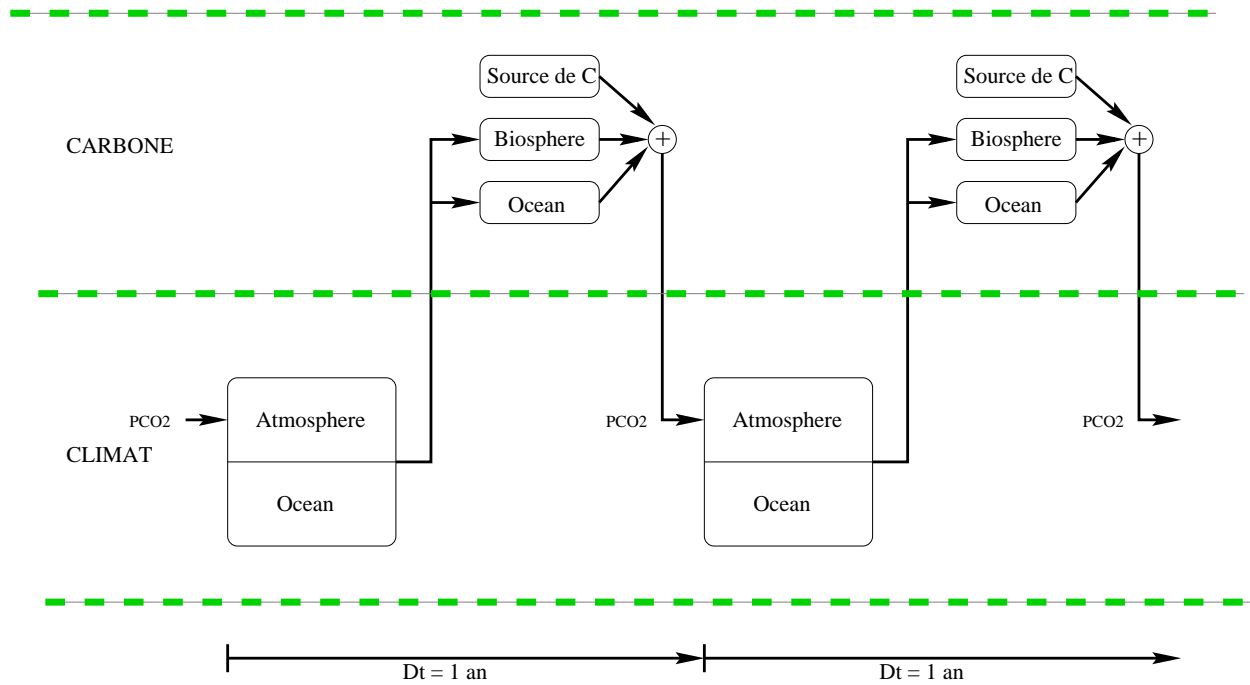 Source de C
Source de C
CARBONE
Biosphere
+
Biosphere
+
Ocean
Ocean
PCO2
Atmosphere
PCO2
Atmosphere
PCO2
CLIMAT
Ocean
Ocean
Dt = 1 an
Dt = 1 an